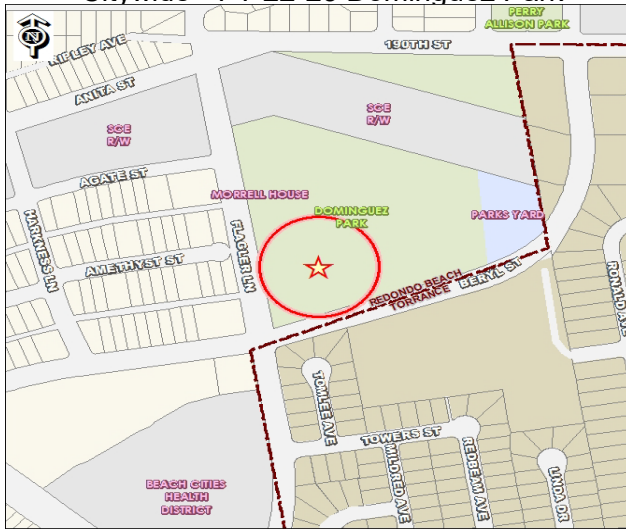 PERRY
ALLISON PARK
190TH ST
RIPLEY AVE
ANITA ST
SCE
R/W
SCE
R/W
AGATE ST
MORRELL HOUSE
DOMINGUEZ
PARK
PARKS YARD
HARKNESS LN
FLAGLER LN
AMETHYST ST
REDONDO BEACH
TORRANCE
BERYL ST
RONALD AVE
TOMLEE AVE
TOWERS ST
MILDRED AVE
REDBEAM AVE
LINDA DR
BEACH CITIES
HEALTH
DISTRICT
N